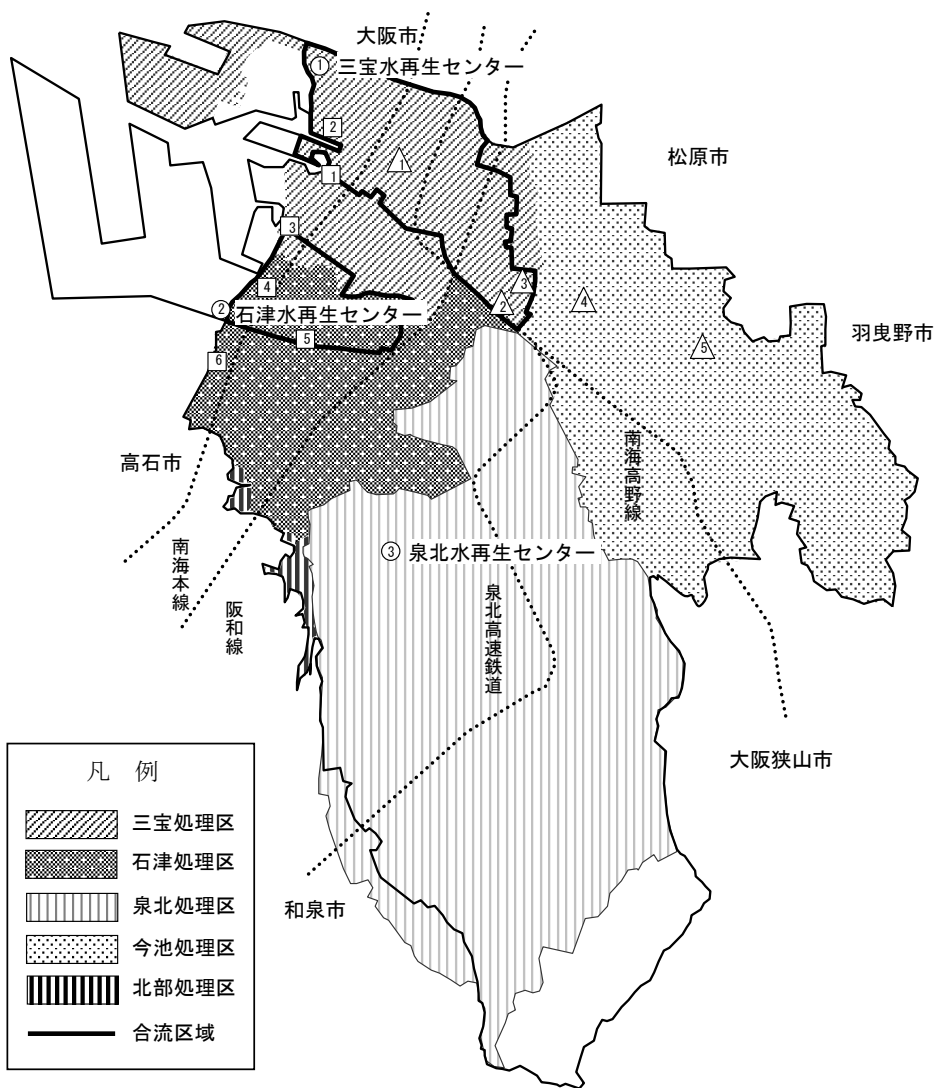 大阪市
① 三宝水再生センター
2
松原市
1
1
3
3
4
2
4
② 石津水再生センター
羽曳野市
5
5
6
南海高野線
高石市
③ 泉北水再生センター
南海本線
泉北高速鉄道
阪和線
大阪狭山市
凡 例
三宝処理区
石津処理区
和泉市
泉北処理区
今池処理区
北部処理区
合流区域